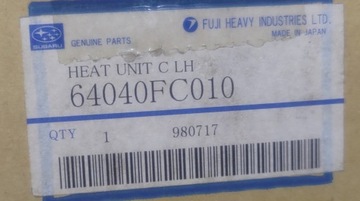 SUBARU
GENUINE PARTS
FUJI HEAVY INDUSTRIES LTD.
MADE IN JAPAN
HEAT UNIT C LH
64040FC010
QTY 1 980717